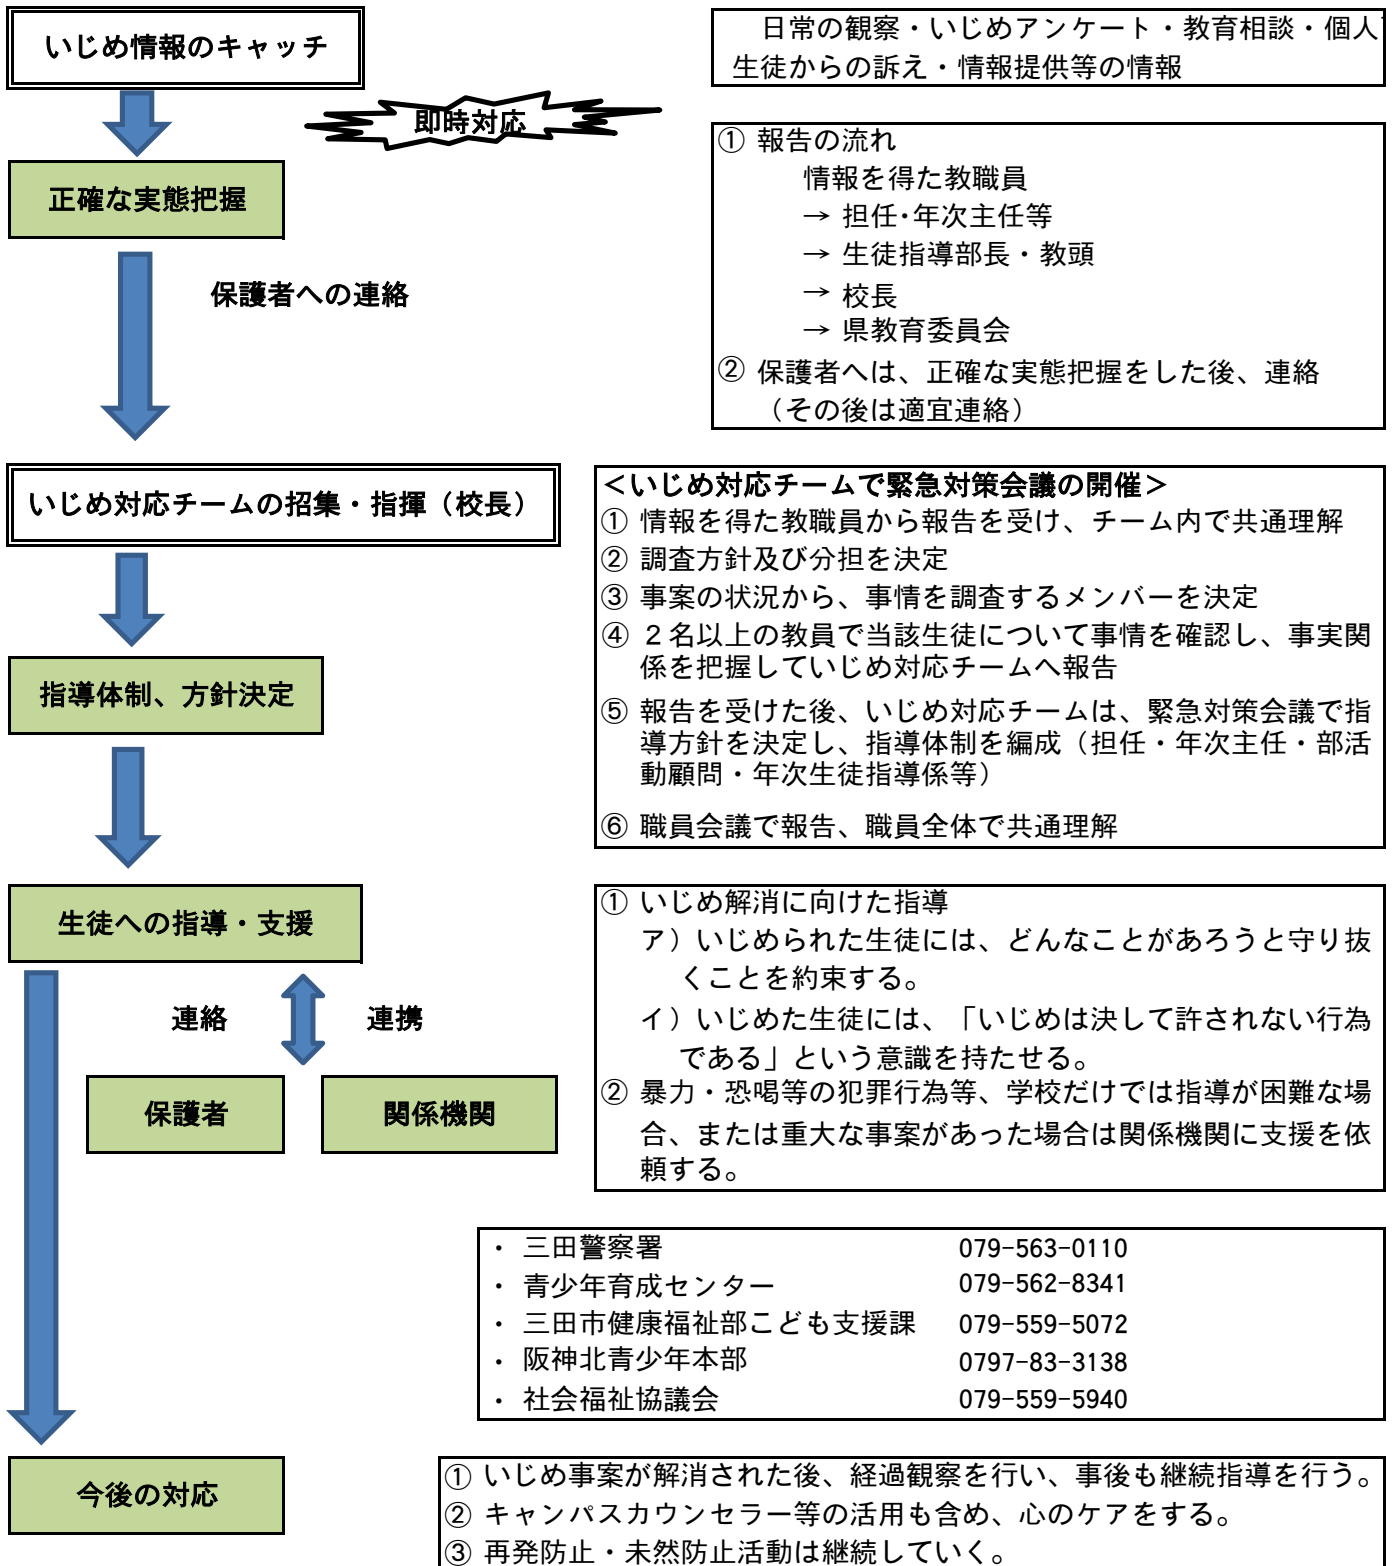 いじめ情報のキャッチ
日常の観察・いじめアンケート・教育相談・個人
生徒からの訴え・情報提供等の情報
即時対応
正確な実態把握
① 報告の流れ
情報を得た教職員
→ 担任・年次主任等
→ 生徒指導部長・教頭
→ 校長
→ 県教育委員会
② 保護者へは、正確な実態把握をした後、連絡
（その後は適宜連絡）
保護者への連絡
いじめ対応チームの招集・指揮（校長）
＜いじめ対応チームで緊急対策会議の開催＞
① 情報を得た教職員から報告を受け、チーム内で共通理解
② 調査方針及び分担を決定
③ 事案の状況から、事情を調査するメンバーを決定
④ ２名以上の教員で当該生徒について事情を確認し、事実関
係を把握していじめ対応チームへ報告
⑤ 報告を受けた後、いじめ対応チームは、緊急対策会議で指
導方針を決定し、指導体制を編成（担任・年次主任・部活
動顧問・年次生徒指導係等）
⑥ 職員会議で報告、職員全体で共通理解
指導体制、方針決定
生徒への指導・支援
① いじめ解消に向けた指導
ア）いじめられた生徒には、どんなことがあろうと守り抜
くことを約束する。
イ）いじめた生徒には、「いじめは決して許されない行為
である」という意識を持たせる。
② 暴力・恐喝等の犯罪行為等、学校だけでは指導が困難な場
合、または重大な事案があった場合は関係機関に支援を依
頼する。
連絡 連携
保護者 関係機関
・ 三田警察署 079-563-0110
・ 青少年育成センター 079-562-8341
・ 三田市健康福祉部こども支援課 079-559-5072
・ 阪神北青少年本部 0797-83-3138
・ 社会福祉協議会 079-559-5940
今後の対応
① いじめ事案が解消された後、経過観察を行い、事後も継続指導を行う。
② キャンパスカウンセラー等の活用も含め、心のケアをする。
③ 再発防止・未然防止活動は継続していく。